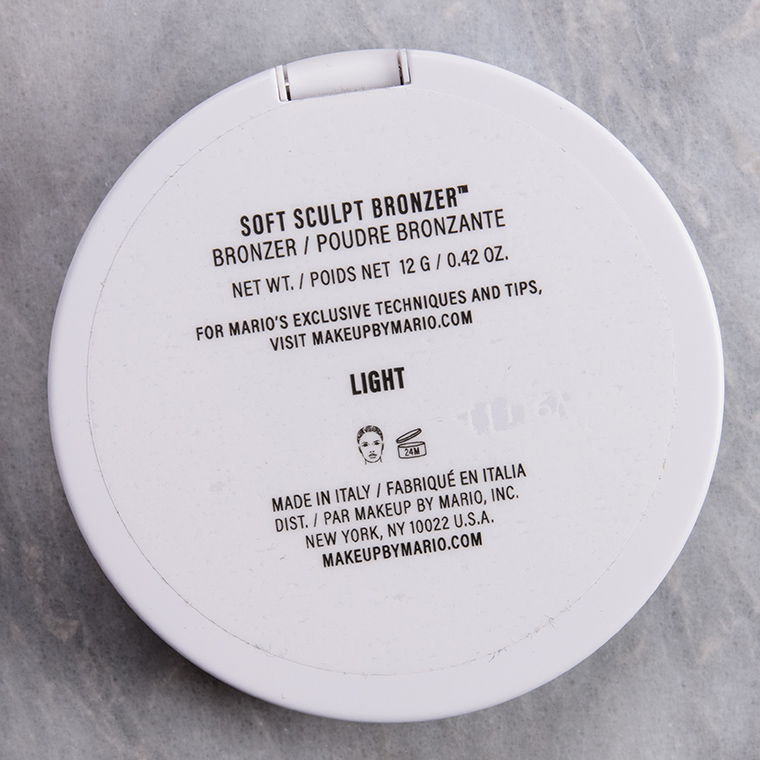 SOFT SCULPT BRONZER™
BRONZER / POUDRE BRONZANTE
NET WT. / POIDS NET 12 G / 0.42 OZ.
FOR MARIO'S EXCLUSIVE TECHNIQUES AND TIPS,
VISIT MAKEUPBYMARIO.COM
LIGHT
24M
MADE IN ITALY / FABRIQUÉ EN ITALIA
DIST. / PAR MAKEUP BY MARIO, INC.
NEW YORK, NY 10022 U.S.A.
MAKEUPBYMARIO.COM